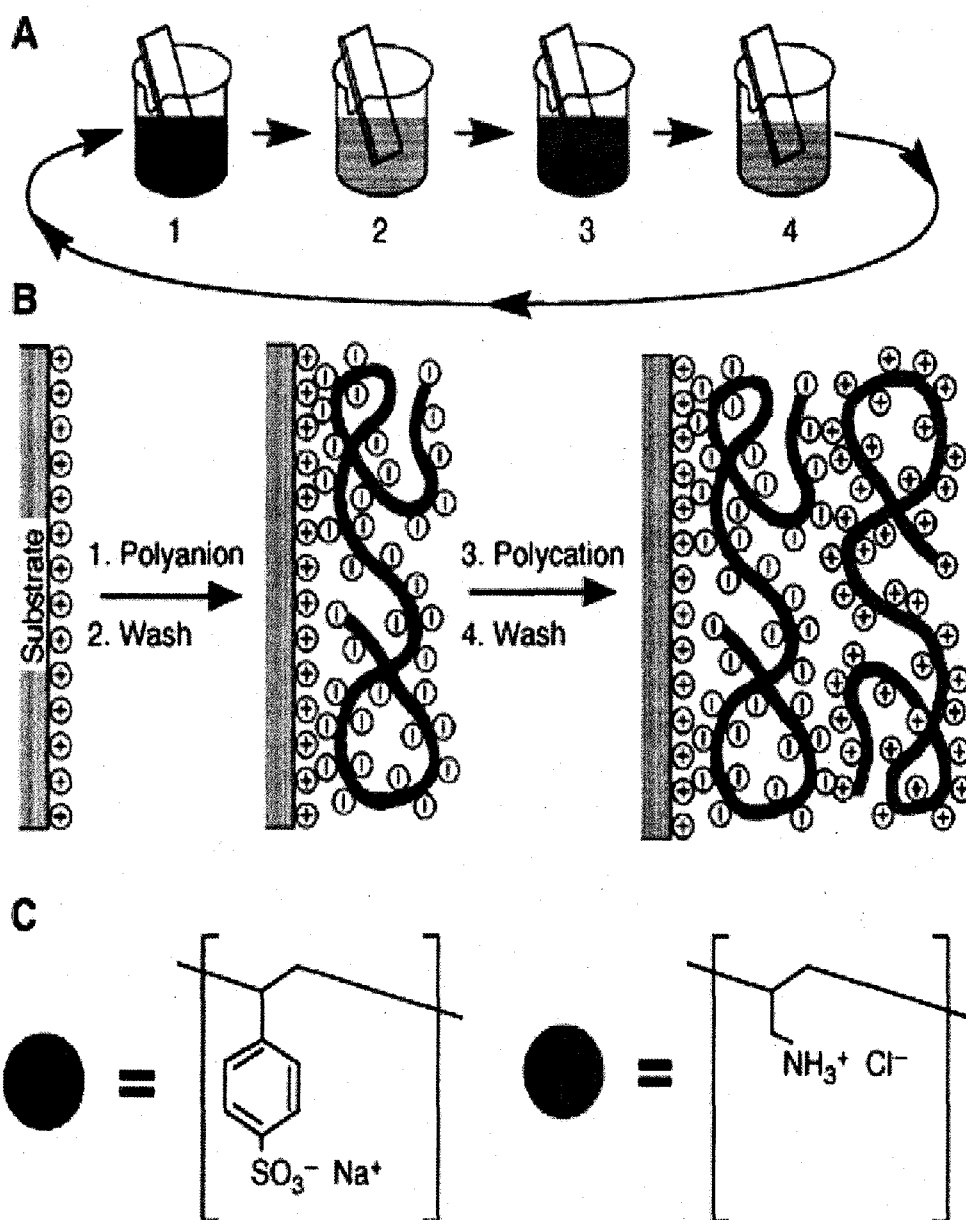 A
1 2 3 4
B
Substrate
1. Polyanion
2. Wash
3. Polycation
4. Wash
C
SO₃⁻ Na⁺
NH₃⁺ Cl⁻